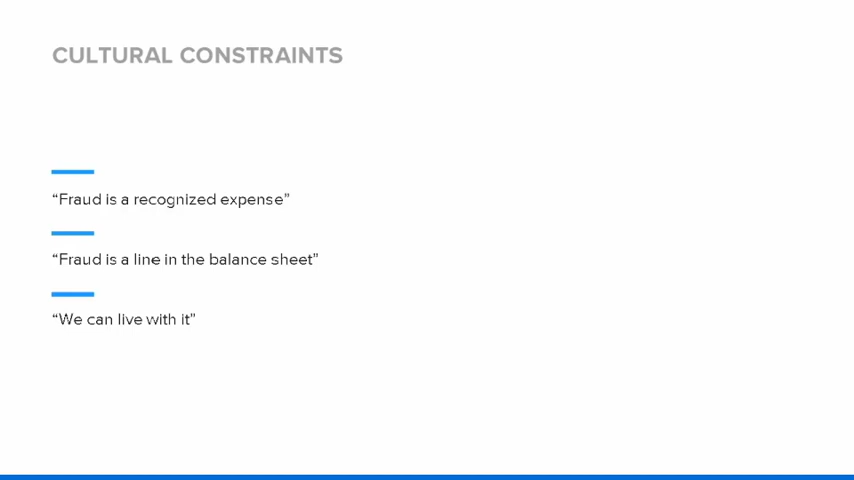 CULTURAL CONSTRAINTS
“Fraud is a recognized expense”
“Fraud is a line in the balance sheet”
“We can live with it”